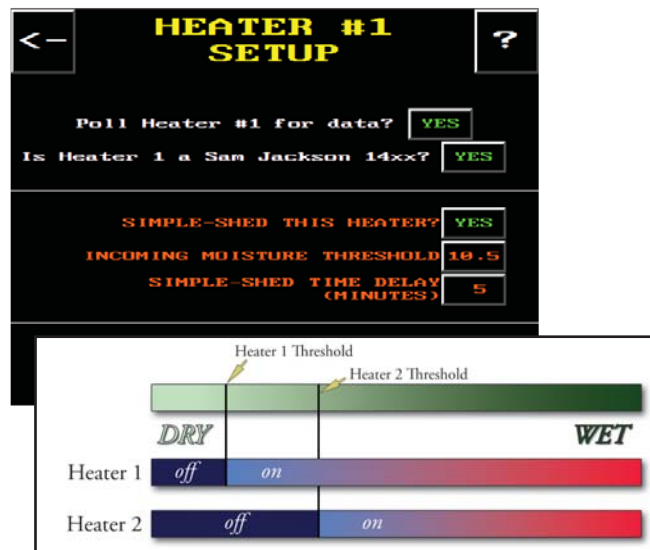 <-
HEATER #1
SETUP
?
Poll Heater #1 for data? YES
Is Heater 1 a Sam Jackson 14xx? YES
SIMPLE-SHED THIS HEATER? YES
INCOMING MOISTURE THRESHOLD 10.5
SIMPLE-SHED TIME DELAY
(MINUTES) 5
Heater 1 Threshold
Heater 2 Threshold
DRY WET
Heater 1 off on
Heater 2 off on